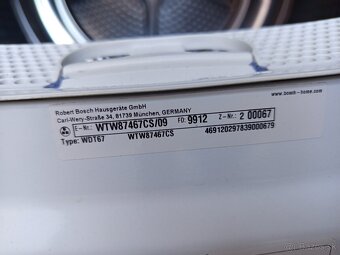 Robert Bosch Hausgeräte GmbH
Carl-Wery-Straße 34, 81739 München, GERMANY
www.bosch-home.com
E-Nr.: WTW87467CS/09 FD: 9912 Z-Nr.: 2 00067
Type: WDT67 WTW87467CS 469120297839000679